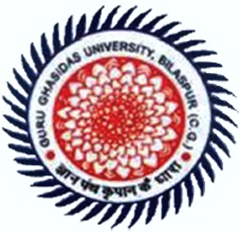 GURU GHASIDAS UNIVERSITY, BILASPUR (C.G.)
ज्ञान पंथ कृपान के धारा